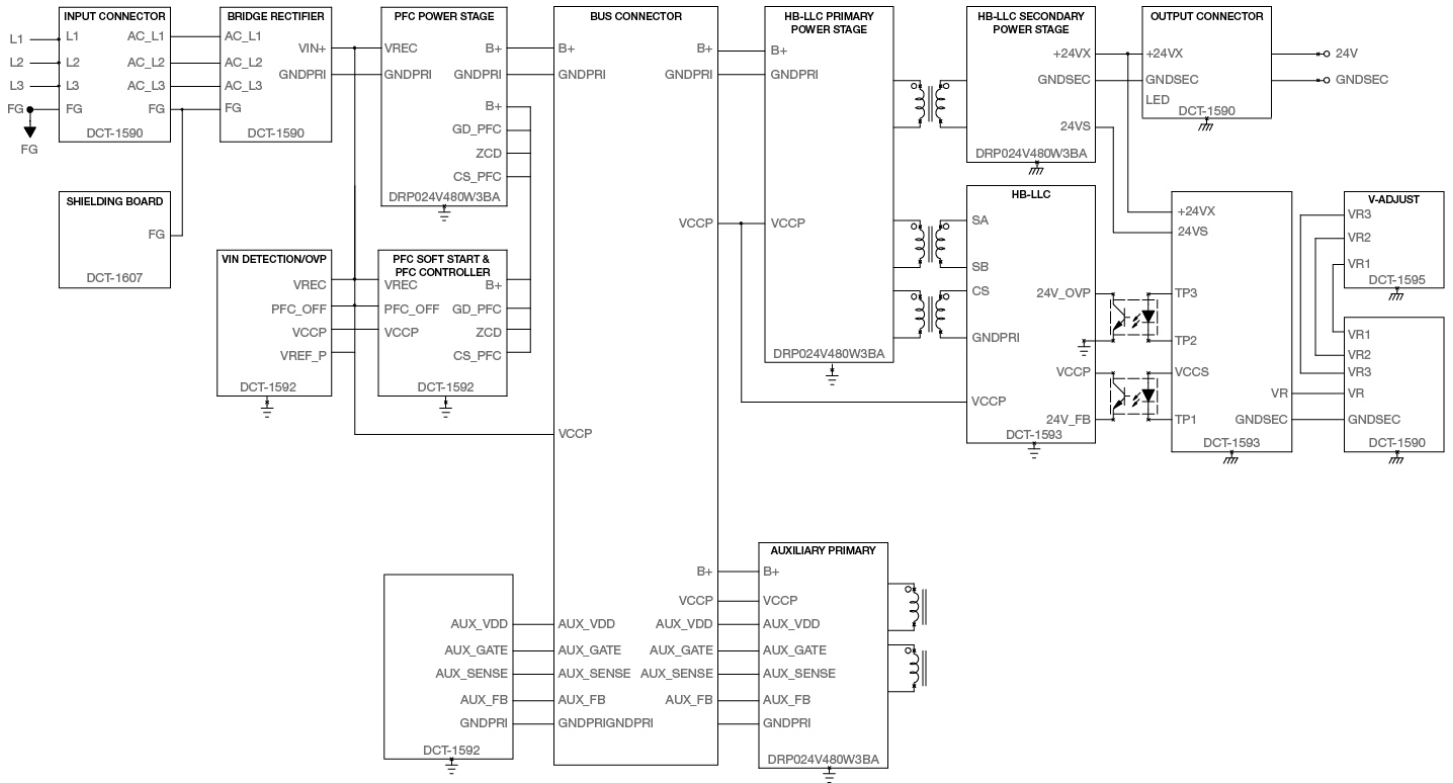 INPUT CONNECTOR
L1
L1
AC_L1
L2
L2
AC_L2
L3
L3
AC_L3
FG
FG
FG
DCT-1590
FG
BRIDGE RECTIFIER
AC_L1
VIN+
AC_L2
GNDPRI
AC_L3
FG
DCT-1590
PFC POWER STAGE
VREC
B+
GNDPRI
GNDPRI
B+
GD_PFC
ZCD
CS_PFC
DRP024V480W3BA
SHIELDING BOARD
FG
DCT-1607
VIN DETECTION/OVP
VREC
PFC_OFF
VCCP
VREF_P
DCT-1592
PFC SOFT START &
PFC CONTROLLER
VREC
B+
PFC_OFF
GD_PFC
VCCP
ZCD
CS_PFC
DCT-1592
BUS CONNECTOR
B+
B+
GNDPRI
GNDPRI
VCCP
VCCP
B+
VCCP
AUX_VDD
AUX_VDD
AUX_GATE
AUX_GATE
AUX_SENSE
AUX_SENSE
AUX_FB
AUX_FB
GNDPRIGNDPRI
AUX_VDD
AUX_GATE
AUX_SENSE
AUX_FB
GNDPRI
DCT-1592
HB-LLC PRIMARY
POWER STAGE
B+
GNDPRI
VCCP
DRP024V480W3BA
AUXILIARY PRIMARY
B+
VCCP
AUX_VDD
AUX_GATE
AUX_SENSE
AUX_FB
GNDPRI
DRP024V480W3BA
HB-LLC SECONDARY
POWER STAGE
+24VX
GNDSEC
24VS
DRP024V480W3BA
HB-LLC
SA
SB
CS
24V_OVP
GNDPRI
VCCP
VCCP
24V_FB
DCT-1593
OUTPUT CONNECTOR
+24VX
GNDSEC
LED
DCT-1590
24V
GNDSEC
+24VX
24VS
TP3
TP2
VCCS
VR
TP1
GNDSEC
DCT-1593
V-ADJUST
VR3
VR2
VR1
DCT-1595
VR1
VR2
VR3
VR
GNDSEC
DCT-1590